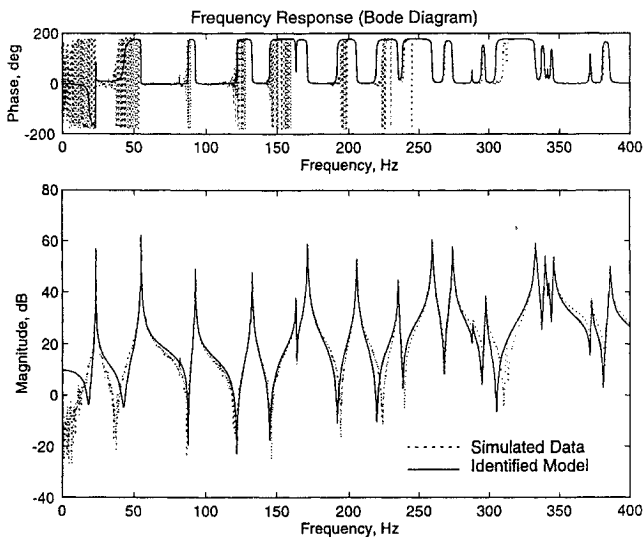 Frequency Response (Bode Diagram)
200
0
-200
Phase, deg
0 50 100 150 200 250 300 350 400
Frequency, Hz
80
60
40
20
0
-20
-40
Magnitude, dB
Simulated Data
Identified Model
0 50 100 150 200 250 300 350 400
Frequency, Hz